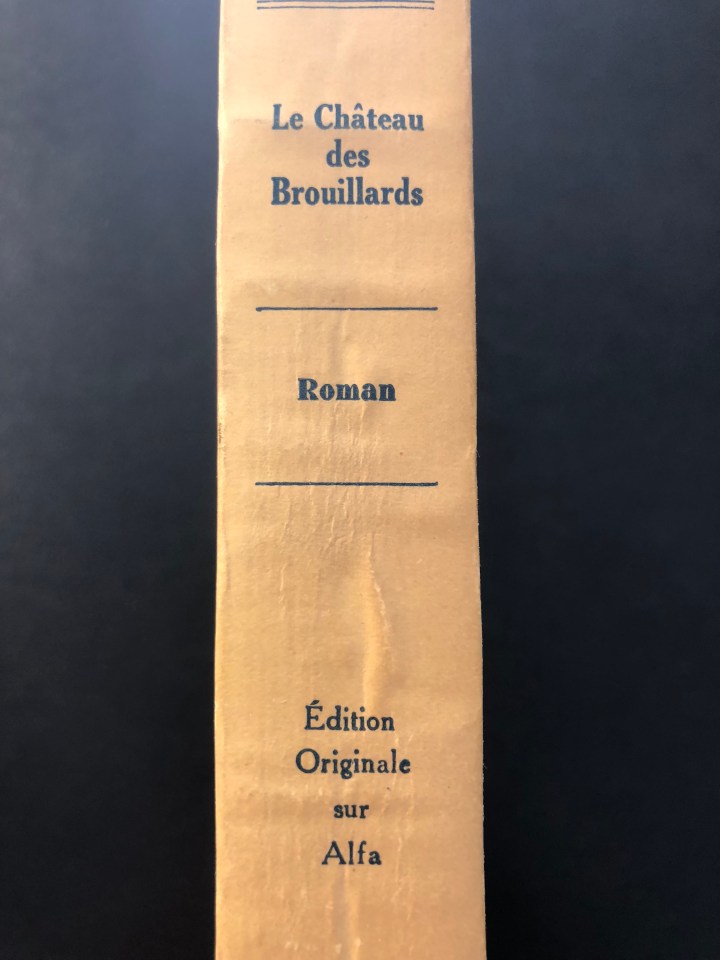 Le Château
des
Brouillards
Roman
Édition
Originale
sur
Alfa